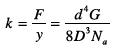 k = F/y = d⁴G/8D³Nₐ